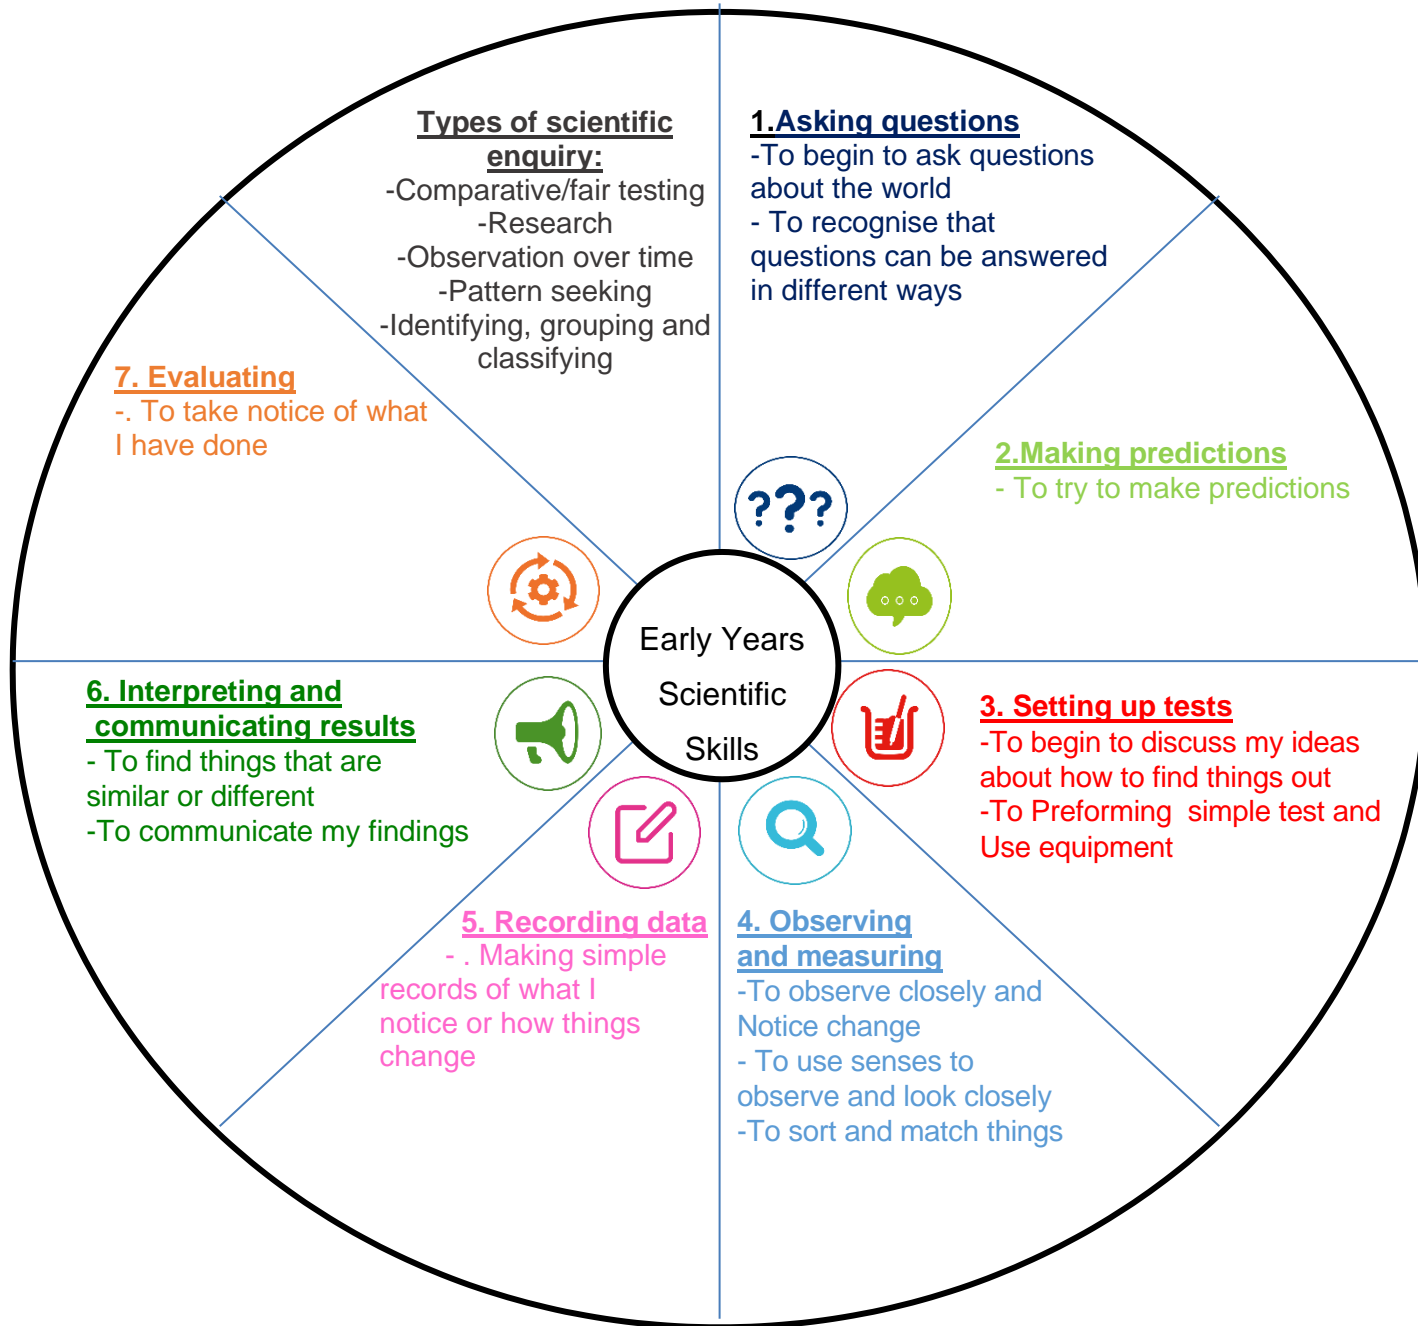 Types of scientific
enquiry:
-Comparative/fair testing
-Research
-Observation over time
-Pattern seeking
-Identifying, grouping and
classifying
1.Asking questions
-To begin to ask questions
about the world
- To recognise that
questions can be answered
in different ways
2.Making predictions
- To try to make predictions
3. Setting up tests
-To begin to discuss my ideas
about how to find things out
-To Preforming  simple test and
Use equipment
4. Observing
and measuring
-To observe closely and
Notice change
- To use senses to
observe and look closely
-To sort and match things
5. Recording data
- . Making simple
records of what I
notice or how things
change
6. Interpreting and
communicating results
- To find things that are
similar or different
-To communicate my findings
7. Evaluating
-. To take notice of what
I have done
???
Early Years
Scientific
Skills